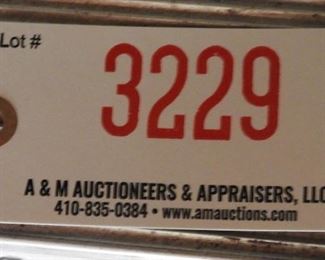 Lot #
3229
A & M AUCTIONEERS & APPRAISERS, LLC
410-835-0384 • www.amauctions.com